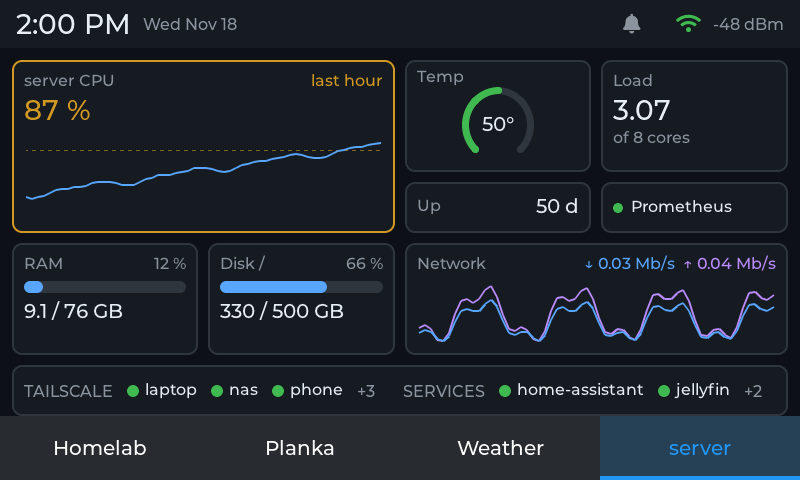 2:00 PM Wed Nov 18 -48 dBm
server CPU last hour
87 %
Temp
50°
Load
3.07
of 8 cores
Up 50 d
Prometheus
RAM 12 %
9.1 / 76 GB
Disk / 66 %
330 / 500 GB
Network ↓ 0.03 Mb/s ↑ 0.04 Mb/s
TAILSCALE laptop nas phone +3 SERVICES home-assistant jellyfin +2
Homelab Planka Weather server